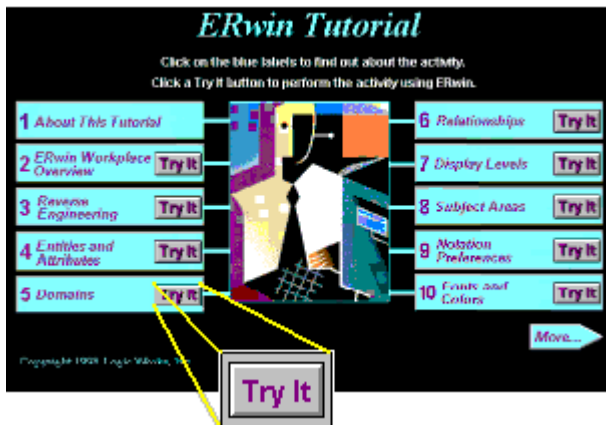 ERwin Tutorial
Click on the blue labels to find out about the activity.
Click a Try It button to perform the activity using ERwin.
1 About This Tutorial
2 ERwin Workplace
Overview
Try It
3 Reverse
Engineering
Try It
4 Entities and
Attributes
Try It
5 Domains
Try It
6 Relationships
Try It
7 Display Levels
Try It
8 Subject Areas
Try It
9 Notation
Preferences
Try It
10 Fonts and
Colors
Try It
More...
Copyright Logic Works,
Try It